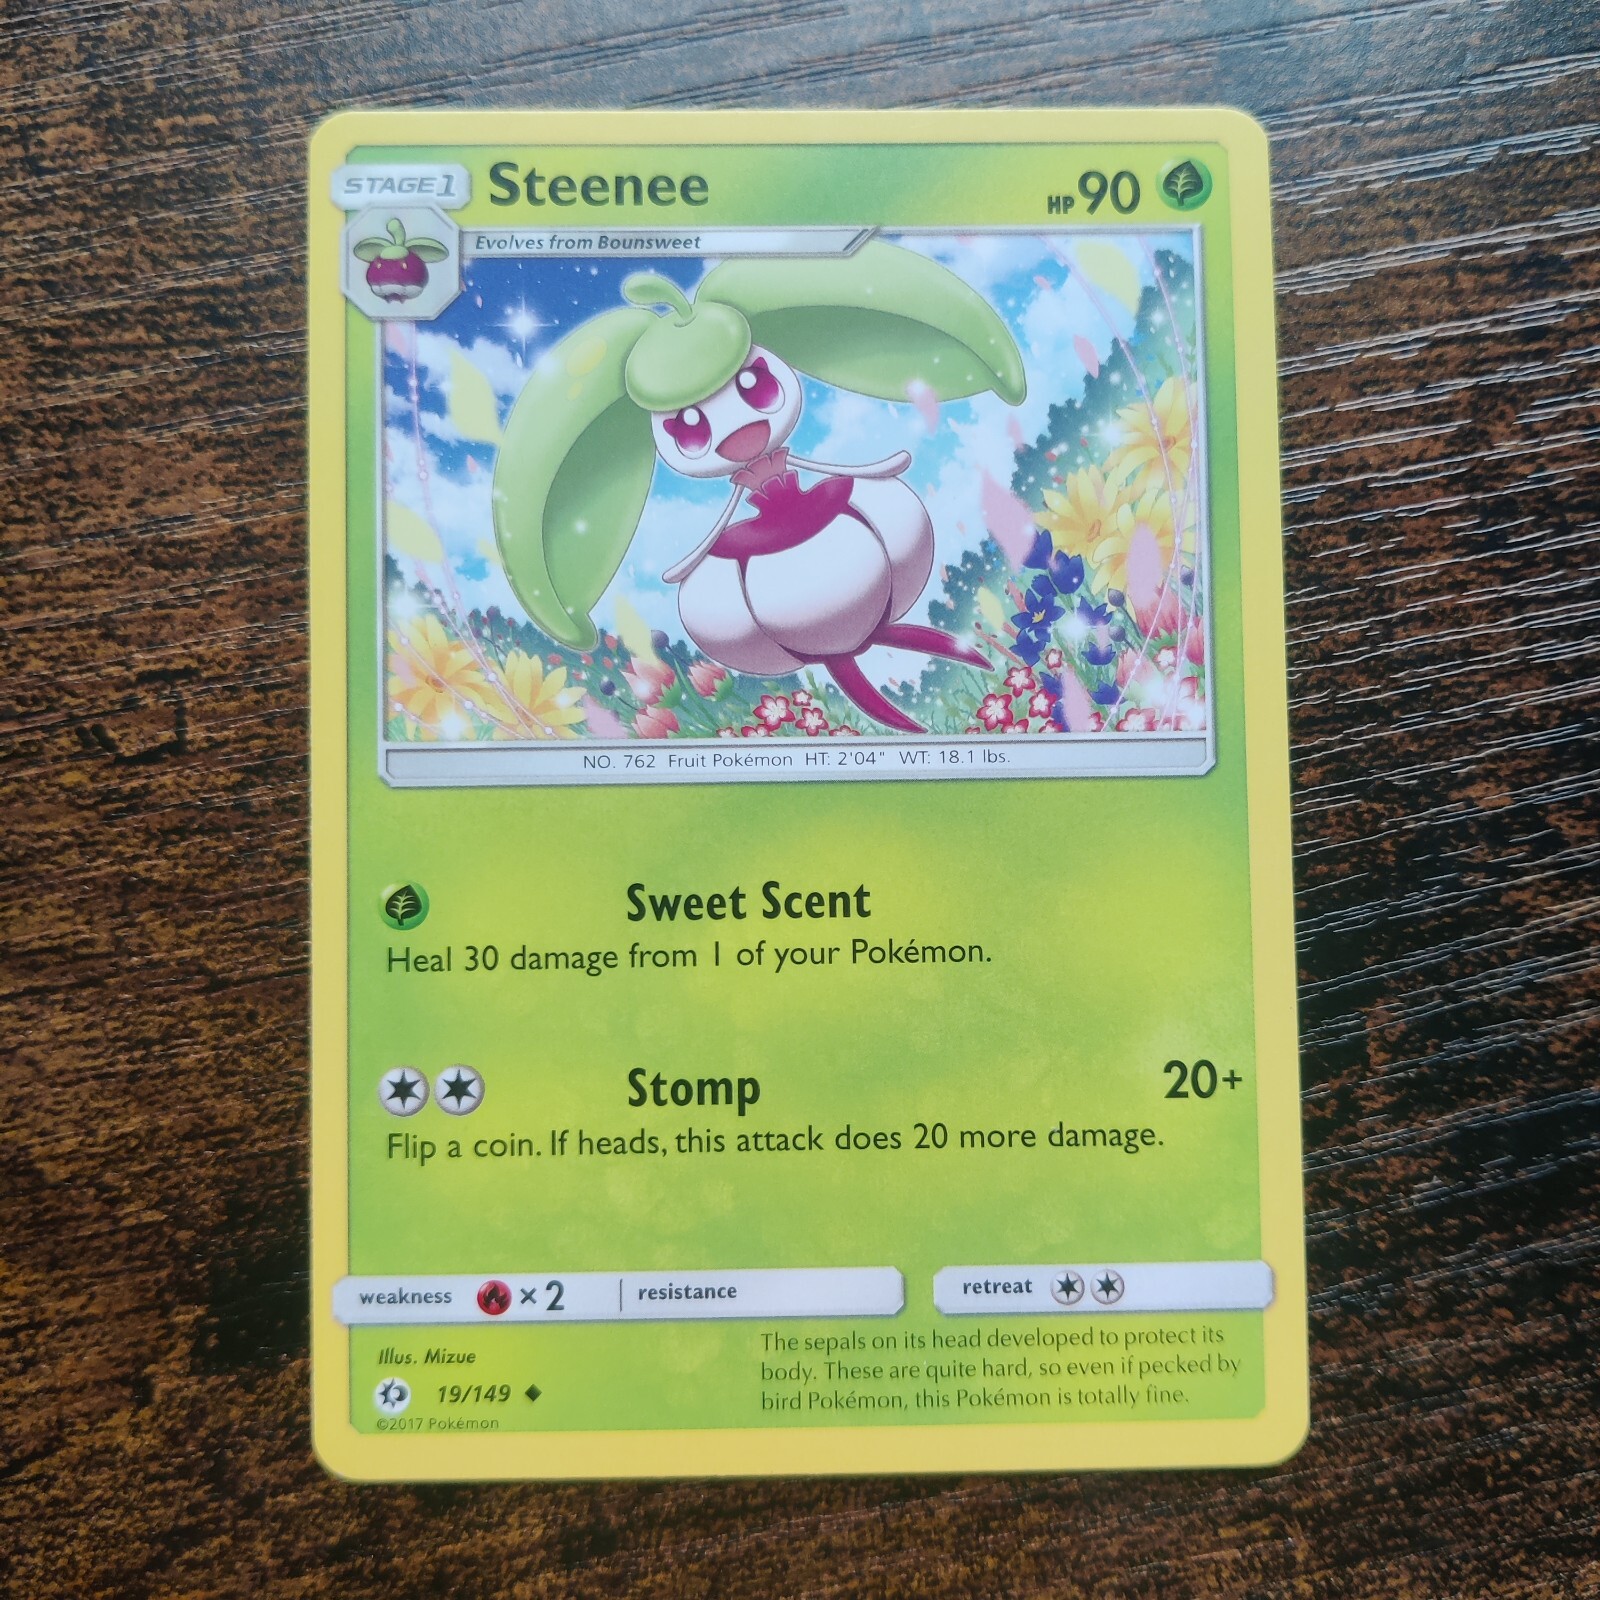 STAGE1
Steenee
HP 90
Evolves from Bounsweet
NO. 762 Fruit Pokémon HT: 2'04" WT: 18.1 lbs.
Sweet Scent
Heal 30 damage from 1 of your Pokémon.
Stomp 20+
Flip a coin. If heads, this attack does 20 more damage.
weakness × 2 resistance retreat
Illus. Mizue
19/149
©2017 Pokémon
The sepals on its head developed to protect its
body. These are quite hard, so even if pecked by
bird Pokémon, this Pokémon is totally fine.